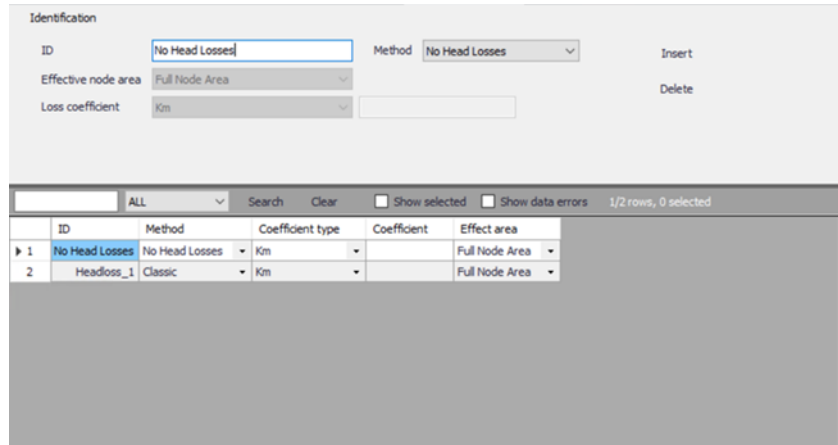 Identification
ID No Head Losses Method No Head Losses Insert
Effective node area Full Node Area Delete
Loss coefficient Km
ALL Search Clear Show selected Show data errors 1/2 rows, 0 selected
ID Method Coefficient type Coefficient Effect area
1 No Head Losses No Head Losses Km Full Node Area
2 Headloss_1 Classic Km Full Node Area